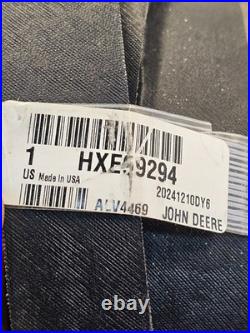 1 HXE59294
US Made In USA
20241210DY6
ALV4469 JOHN DEERE